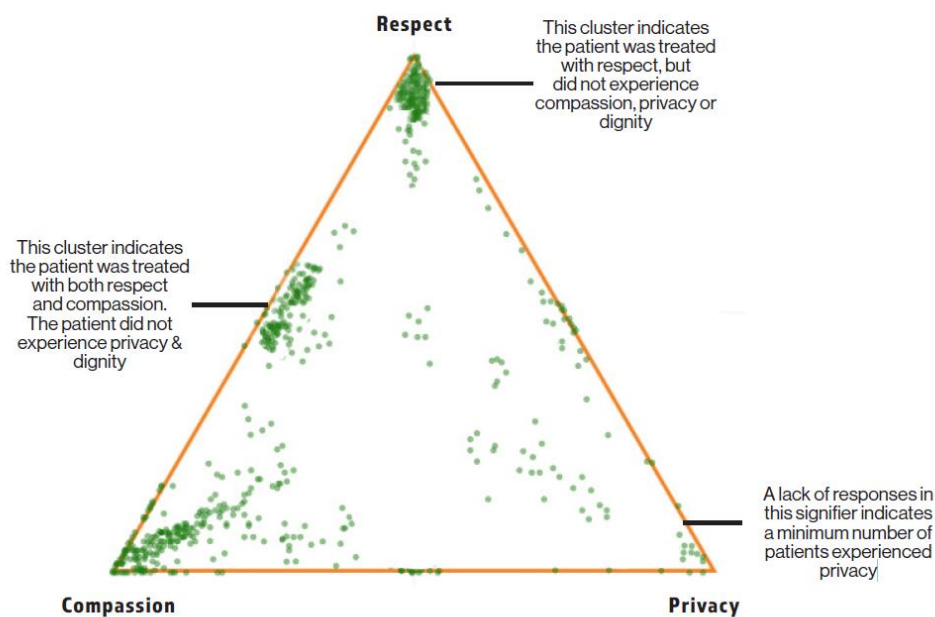 Respect
This cluster indicates
the patient was treated
with respect, but
did not experience
compassion, privacy or
dignity
This cluster indicates
the patient was treated
with both respect
and compassion.
The patient did not
experience privacy &
dignity
A lack of responses in
this signifier indicates
a minimum number of
patients experienced
privacy
Compassion
Privacy